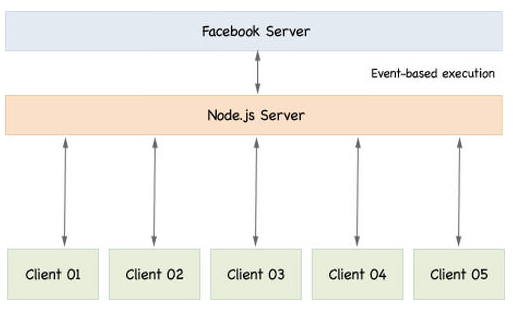 Facebook Server
Event-based execution
Node.js Server
Client 01
Client 02
Client 03
Client 04
Client 05